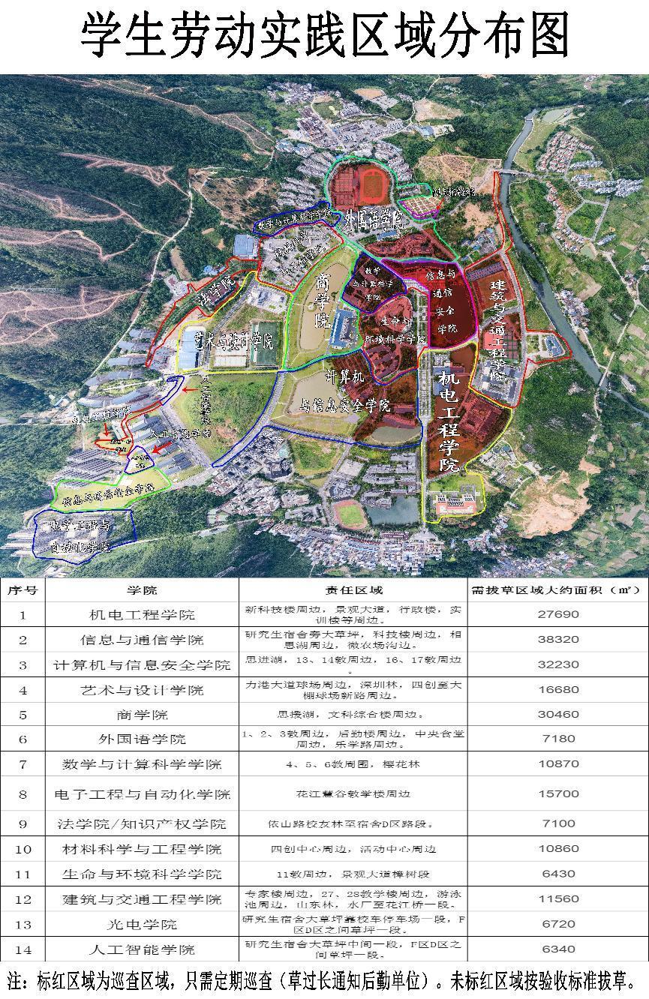 学生劳动实践区域分布图
数学与计算科学学院
外国语学院
商学院
数学
与计算科学
学院
信息与
通信
安全
学院
建筑与交通工程学院
法学院
艺术与设计学院
生命与
环境科学学院
计算机
与信息安全学院
机电工程学院
人工智能学院
信息与通信安全学院
电子工程与
自动化学院
序号 学院 责任区域 需拔草区域大约面积（㎡）
1 机电工程学院 新科技楼周边，景观大道，行政楼，实
训楼等周边。 27690
2 信息与通信学院 研究生宿舍旁大草坪，科技楼周边，相
思湖周边，微农场沟边。 38320
3 计算机与信息安全学院 思进湖，13、14教周边，16、17教周边
。 32230
4 艺术与设计学院 力港大道球场周边，深圳林，四创至大
棚球场新路周边。 16680
5 商学院 思援湖，文科综合楼周边。 30460
6 外国语学院 1、2、3教周边，后勤楼周边，中央食堂
周边，乐学路周边。 7180
7 数学与计算科学学院 4、5、6教周围，樱花林 10870
8 电子工程与自动化学院 花江慧谷教学楼周边 15700
9 法学院/知识产权学院 依山路校友林至宿舍D区路段。 7100
10 材料科学与工程学院 四创中心周边，活动中心周边 10860
11 生命与环境科学学院 11教周边，景观大道樟树段 6430
12 建筑与交通工程学院 专家楼周边，27、28教学楼周边，游泳
池周边，山东林，水厂至花江桥一段。 11560
13 光电学院 研究生宿舍大草坪靠校车停车场一段，F
区D区之间草坪一段。 6720
14 人工智能学院 研究生宿舍大草坪中间一段，F区D区之
间草坪一段。 6340
注：标红区域为巡查区域，只需定期巡查（草过长通知后勤单位）。未标红区域按验收标准拔草。